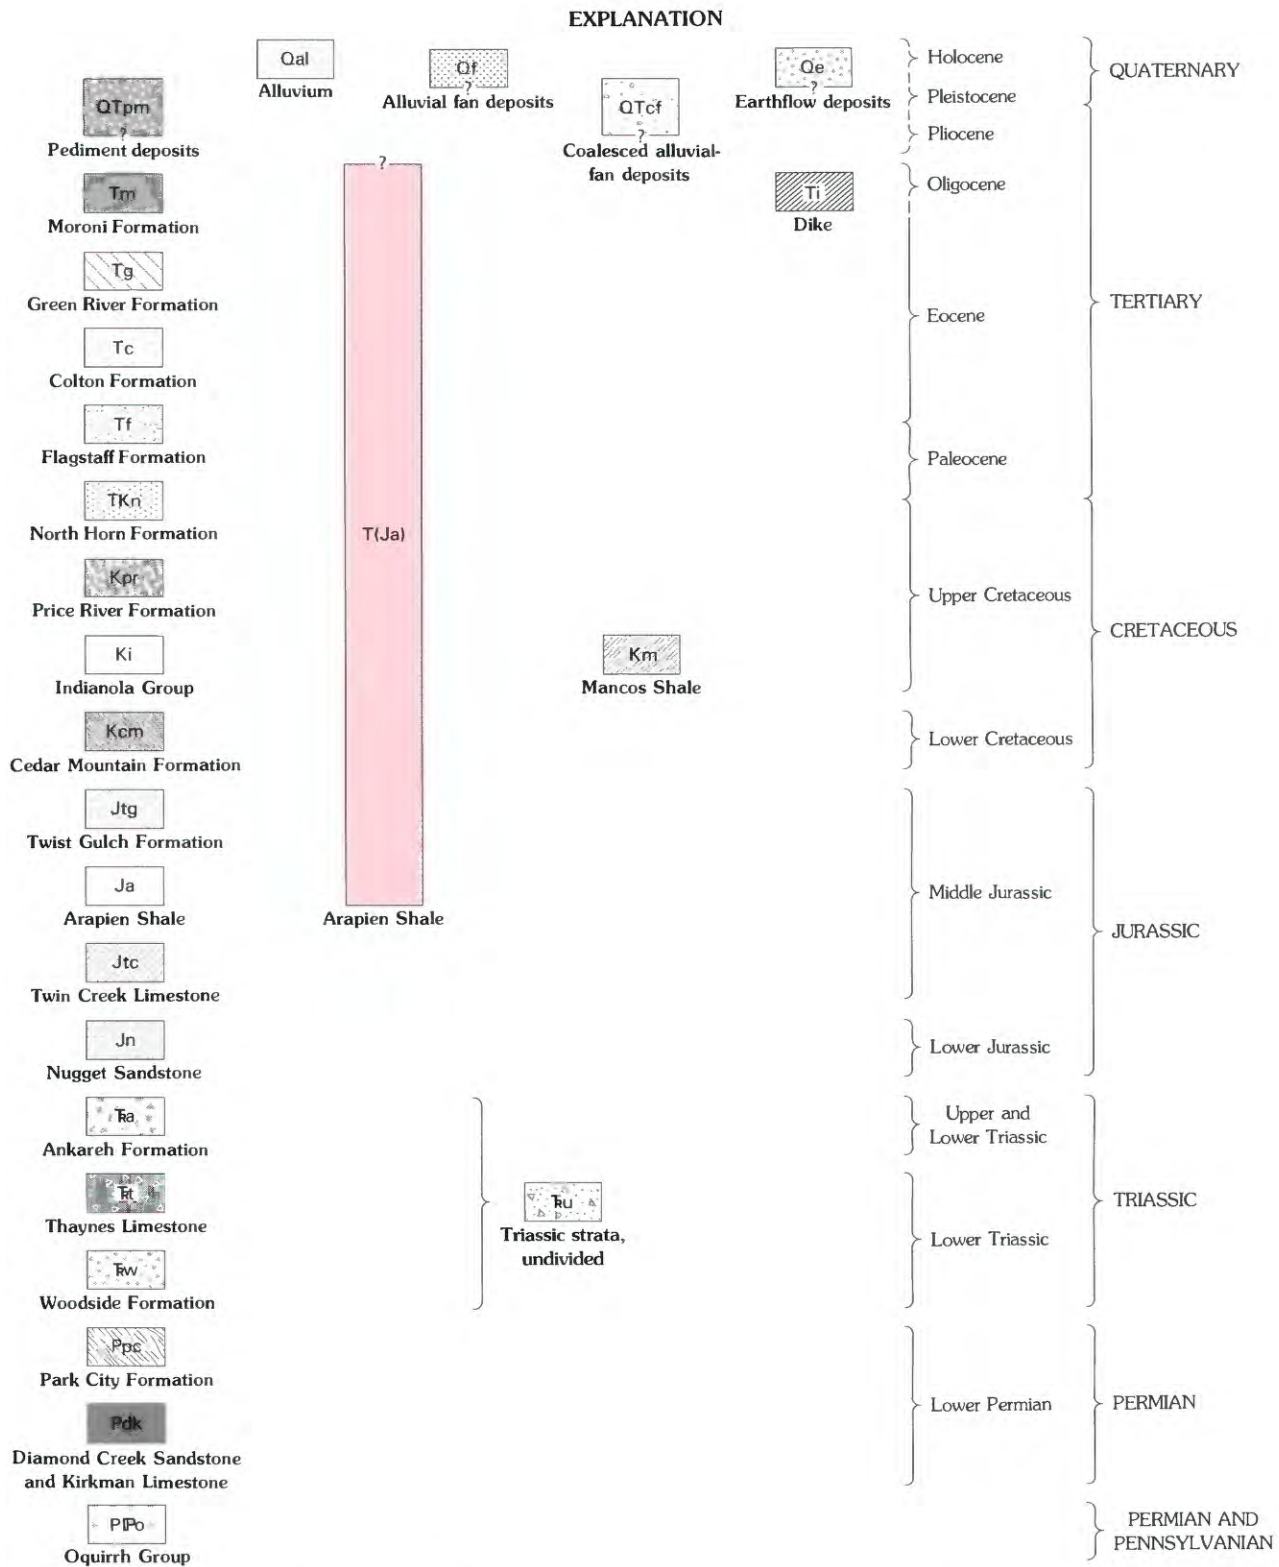 EXPLANATION
Qal
Alluvium
Qf
?
Alluvial fan deposits
Qe
?
Earthflow deposits
QTpm
?
Pediment deposits
QTcf
?
Coalesced alluvial-
fan deposits
Tm
Moroni Formation
Ti
Dike
Tg
Green River Formation
Tc
Colton Formation
Tf
Flagstaff Formation
TKn
North Horn Formation
Kpr
Price River Formation
Ki
Indianola Group
Km
Mancos Shale
Kcm
Cedar Mountain Formation
Jtg
Twist Gulch Formation
Ja
Arapien Shale
?
T(Ja)
Arapien Shale
Jtc
Twin Creek Limestone
Jn
Nugget Sandstone
Ꞃa
Ankareh Formation
Ꞃt
Thaynes Limestone
Ꞃw
Woodside Formation
Ꞃu
Triassic strata,
undivided
Ppc
Park City Formation
Pdk
Diamond Creek Sandstone
and Kirkman Limestone
PIPo
Oquirrh Group
Holocene
Pleistocene
Pliocene
Oligocene
Eocene
Paleocene
Upper Cretaceous
Lower Cretaceous
Middle Jurassic
Lower Jurassic
Upper and
Lower Triassic
Lower Triassic
Lower Permian
QUATERNARY
TERTIARY
CRETACEOUS
JURASSIC
TRIASSIC
PERMIAN
PERMIAN AND
PENNSYLVANIAN